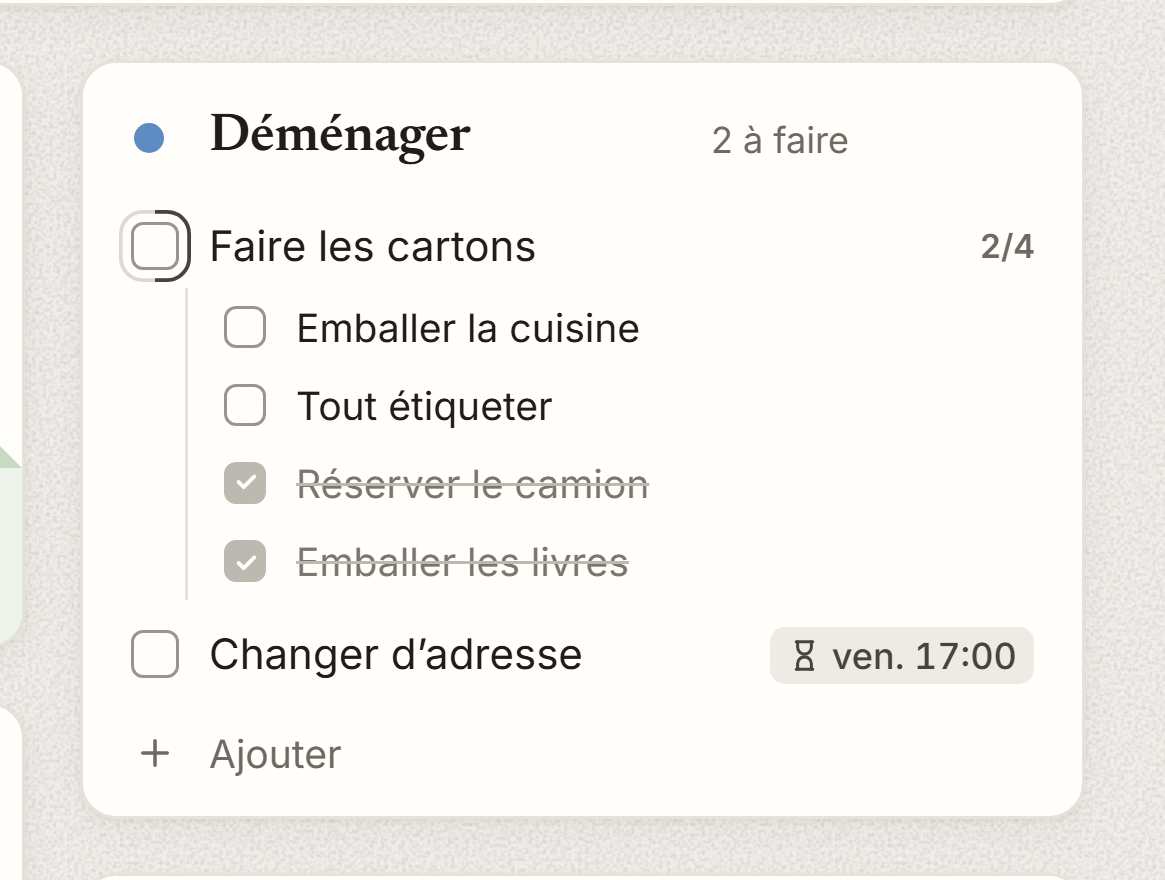 Déménager
2 à faire
Faire les cartons
2/4
Emballer la cuisine
Tout étiqueter
Réserver le camion
Emballer les livres
Changer d’adresse
ven. 17:00
Ajouter